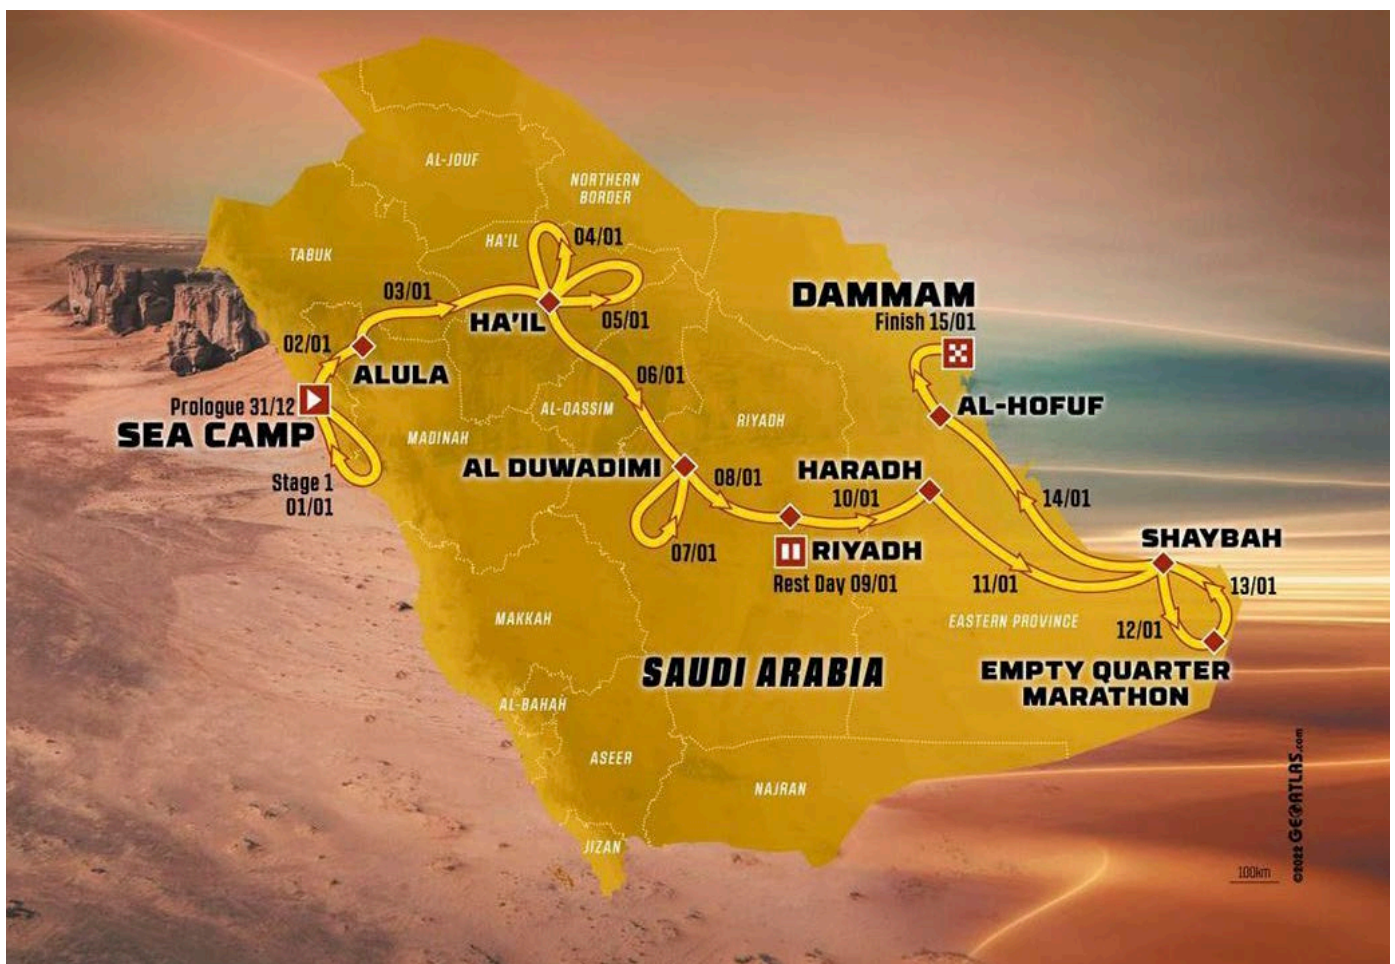 AL-JOUF
NORTHERN
BORDER
TABUK
HA'IL
04/01
03/01
05/01
HA'IL
DAMMAM
Finish 15/01
02/01
ALULA
06/01
Prologue 31/12
SEA CAMP
AL-QASSIM
RIYADH
AL-HOFUF
MADINAH
Stage 1
01/01
AL DUWADIMI
08/01
HARADH
10/01
14/01
07/01
RIYADH
Rest Day 09/01
SHAYBAH
11/01
13/01
MAKKAH
EASTERN PROVINCE
12/01
SAUDI ARABIA
EMPTY QUARTER
MARATHON
AL-BAHAH
ASEER
NAJRAN
JIZAN
100km
©2022 GEOATLAS.com